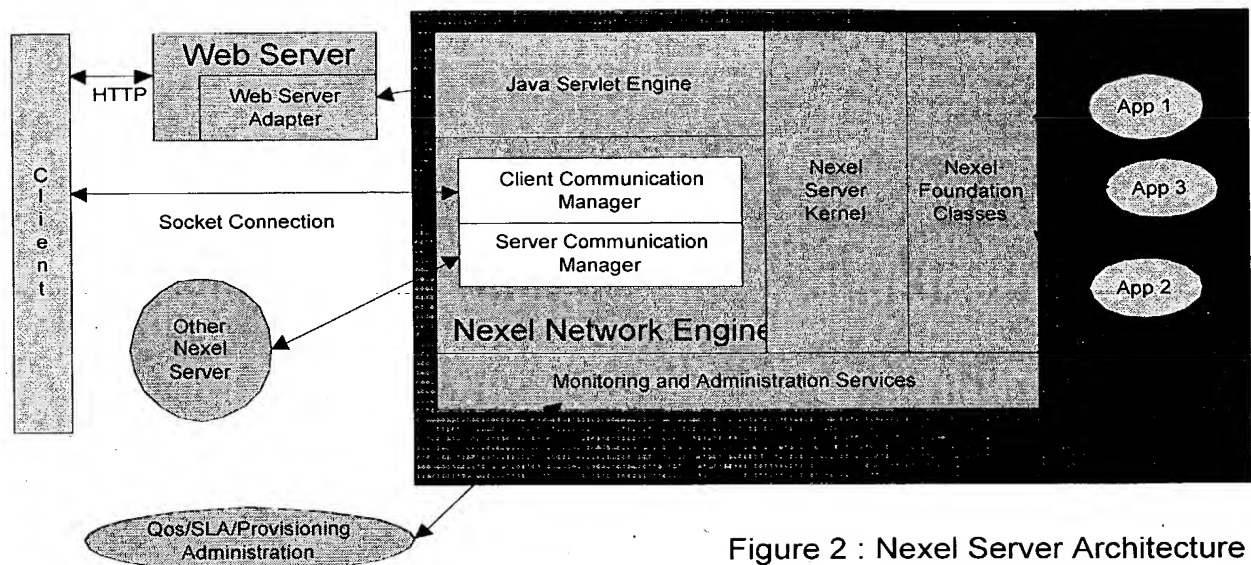 Web Server
Web Server
Adapter
HTTP
Client
Socket Connection
Other
Nexel
Server
Qos/SLA/Provisioning
Administration
Java Servlet Engine
Client Communication
Manager
Server Communication
Manager
Nexel Network Engine
Nexel
Server
Kernel
Nexel
Foundation
Classes
Monitoring and Administration Services
App 1
App 3
App 2
Figure 2 : Nexel Server Architecture